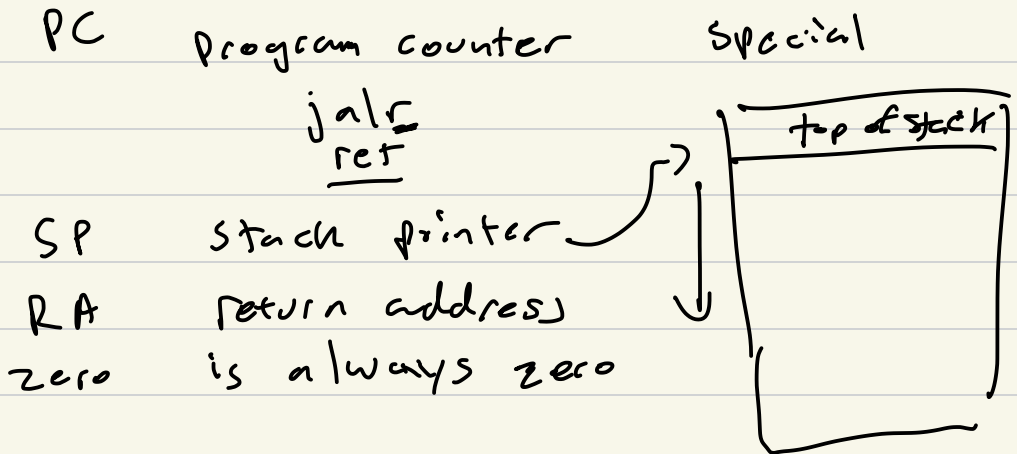 PC program counter special
jalr
ret
top of stack
SP stack printer
RA return address
zero is always zero